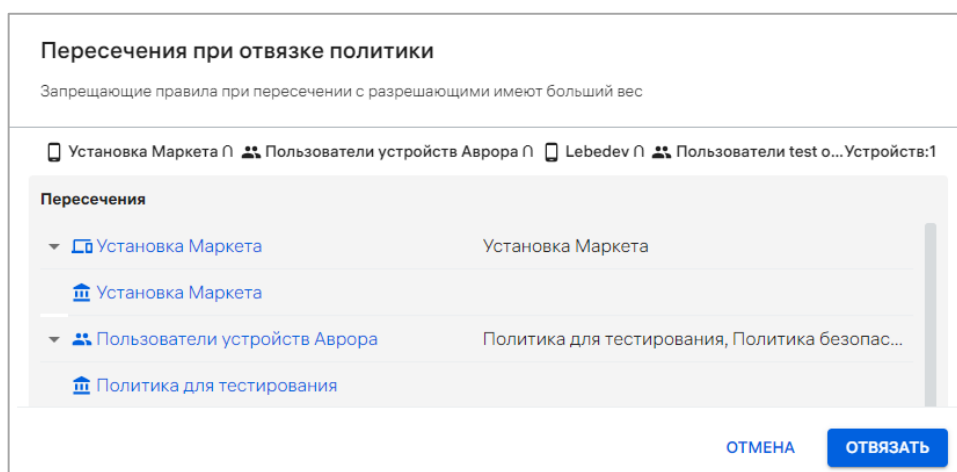 Пересечения при отвязке политики
Запрещающие правила при пересечении с разрешающими имеют больший вес
Установка Маркета ∩ Пользователи устройств Аврора ∩ Lebedev ∩ Пользователи test o... Устройств:1
Пересечения
Установка Маркета Установка Маркета
Установка Маркета
Пользователи устройств Аврора Политика для тестирования, Политика безопас...
Политика для тестирования
ОТМЕНА ОТВЯЗАТЬ